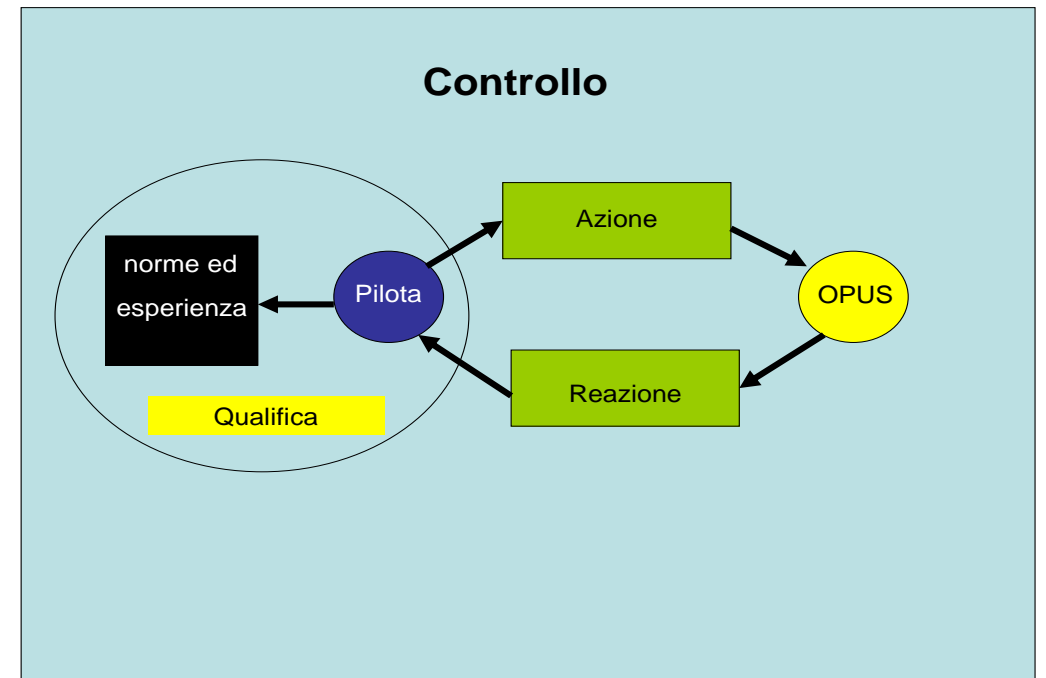 Controllo
Azione
norme ed
esperienza
Pilota
OPUS
Reazione
Qualifica